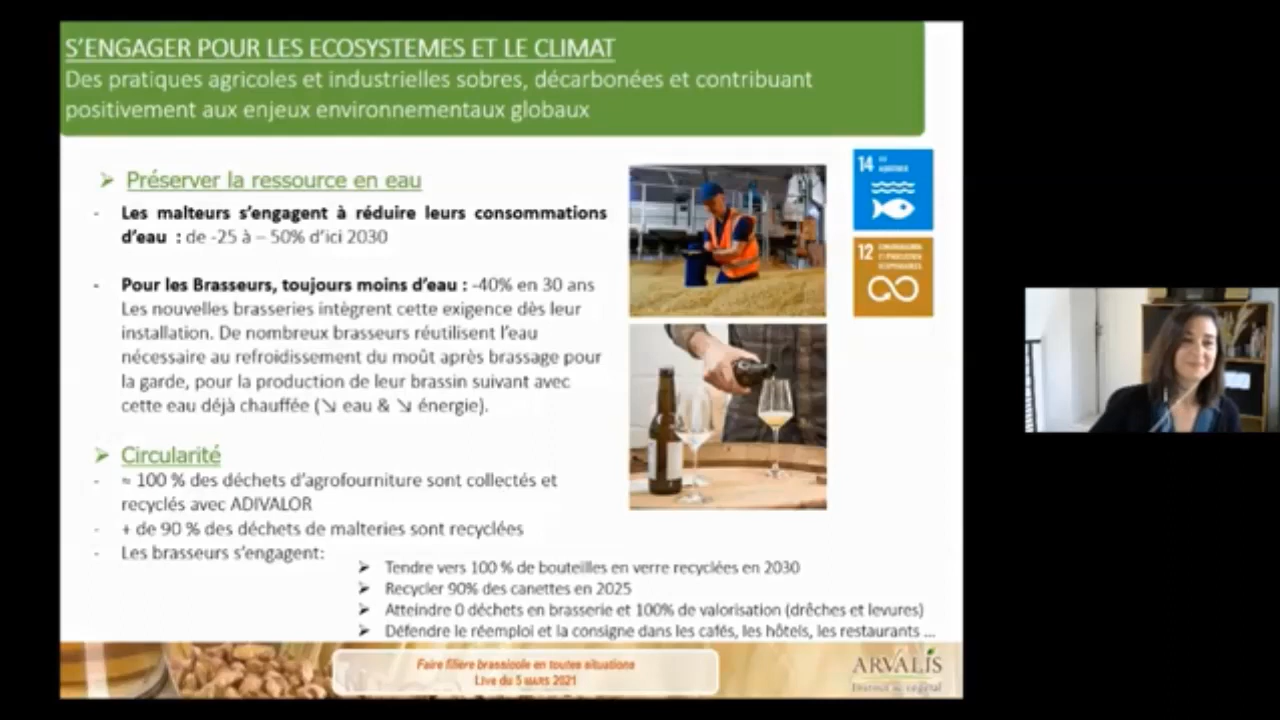 S'ENGAGER POUR LES ECOSYSTEMES ET LE CLIMAT
Des pratiques agricoles et industrielles sobres, décarbonées et contribuant
positivement aux enjeux environnementaux globaux
➢ Préserver la ressource en eau
- Les malteurs s'engagent à réduire leurs consommations
d'eau : de -25 à – 50% d'ici 2030
- Pour les Brasseurs, toujours moins d'eau : -40% en 30 ans
Les nouvelles brasseries intègrent cette exigence dès leur
installation. De nombreux brasseurs réutilisent l'eau
nécessaire au refroidissement du moût après brassage pour
la garde, pour la production de leur brassin suivant avec
cette eau déjà chauffée (↘ eau & ↘ énergie).
➢ Circularité
- ≈ 100 % des déchets d'agrofourniture sont collectés et
recyclés avec ADIVALOR
- + de 90 % des déchets de malteries sont recyclées
- Les brasseurs s'engagent:
➢ Tendre vers 100 % de bouteilles en verre recyclées en 2030
➢ Recycler 90% des canettes en 2025
➢ Atteindre 0 déchets en brasserie et 100% de valorisation (drêches et levures)
➢ Défendre le réemploi et la consigne dans les cafés, les hôtels, les restaurants ...
14
12
Faire filière brassicole en toutes situations
Live du 5 MARS 2021
ARVALIS
Institut du végétal